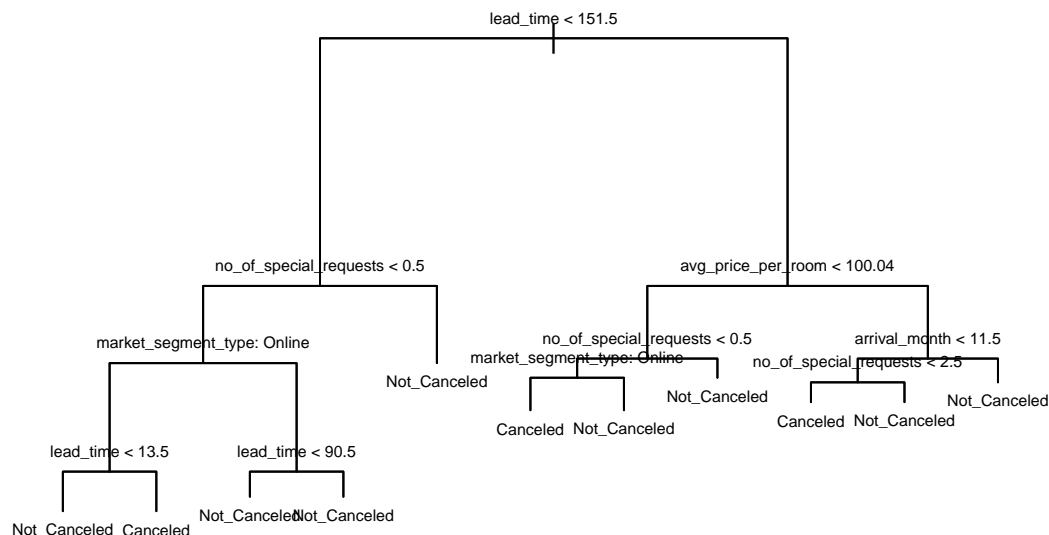 lead_time < 151.5
no_of_special_requests < 0.5
avg_price_per_room < 100.04
market_segment_type: Online
no_of_special_requests < 0.5
arrival_month < 11.5
market_segment_type: Online
no_of_special_requests < 2.5
Not_Canceled
Not_Canceled
Not_Canceled
Canceled
Not_Canceled
Canceled
Not_Canceled
lead_time < 13.5
lead_time < 90.5
Not_Canceled
Canceled
Not_Canceled
Not_Canceled